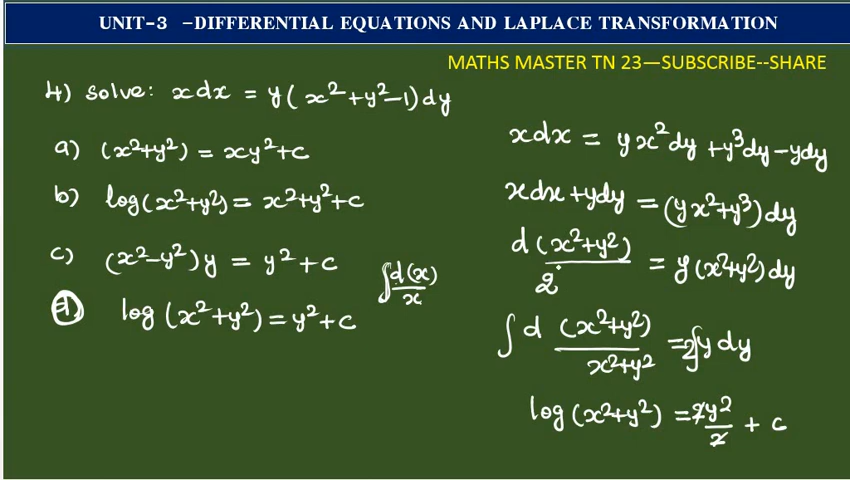 UNIT-3 –DIFFERENTIAL EQUATIONS AND LAPLACE TRANSFORMATION
MATHS MASTER TN 23—SUBSCRIBE--SHARE
4) solve: xdx = y(x²+y²-1)dy
a) (x²+y²) = xy²+c
b) log(x²+y²) = x²+y²+c
c) (x²-y²)y = y²+c
d) log(x²+y²) = y²+c
∫d(x)/x
xdx = yx²dy + y³dy - ydy
xdx + ydy = (yx²+y³)dy
d(x²+y²)/2 = y(x²+y²)dy
∫d (x²+y²)/x²+y² = 2∫y dy
log(x²+y²) = 2y²/2 + c